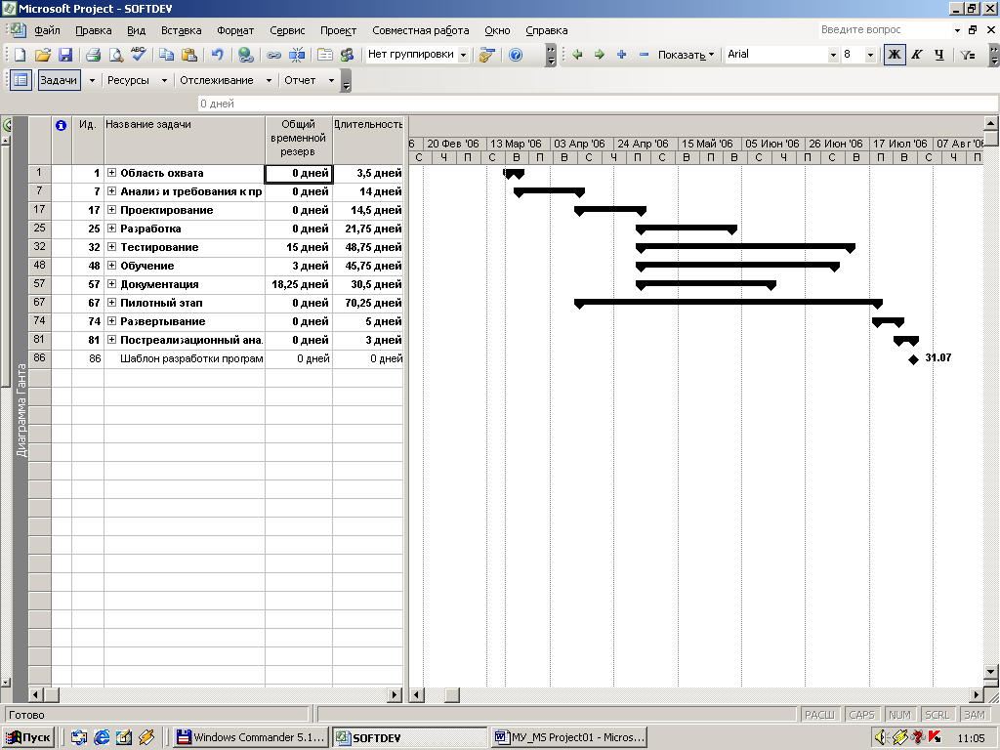 Microsoft Project - SOFTDEV
Файл Правка Вид Вставка Формат Сервис Проект Совместная работа Окно Справка Введите вопрос
Нет группировки Показать Arial 8 Ж К Ч
Задачи Ресурсы Отслеживание Отчет
0 дней
Ид. Название задачи Общий временной резерв Длительность
6 20 Фев '06 13 Мар '06 03 Апр '06 24 Апр '06 15 Май '06 05 Июн '06 26 Июн '06 17 Июл '06 07 Авг '06
С Ч П С В П Ч С В П Ч С В П С В Ч П
1 1 Область охвата 0 дней 3,5 дней
7 7 Анализ и требования к пр 0 дней 14 дней
17 17 Проектирование 0 дней 14,5 дней
25 25 Разработка 0 дней 21,75 дней
32 32 Тестирование 15 дней 48,75 дней
48 48 Обучение 3 дней 45,75 дней
57 57 Документация 18,25 дней 30,5 дней
67 67 Пилотный этап 0 дней 70,25 дней
74 74 Развертывание 0 дней 5 дней
81 81 Постреализационный ана. 0 дней 3 дней
86 86 Шаблон разработки програм 0 дней 0 дней 31.07
Диаграмма Ганта
Готово РАСШ CAPS NUM SCRL ЗАМ
Пуск Windows Commander 5.1... SOFTDEV МУ_MS Project01 - Micros... 11:05